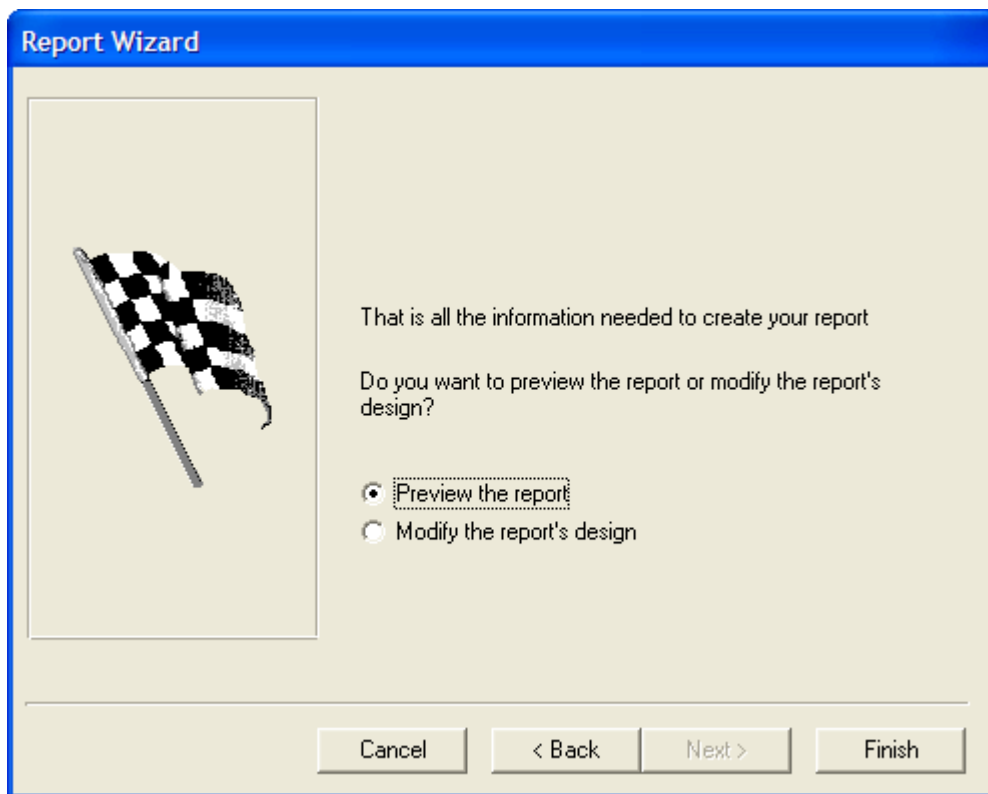 Report Wizard
That is all the information needed to create your report
Do you want to preview the report or modify the report's
design?
Preview the report
Modify the report's design
Cancel
< Back
Next >
Finish